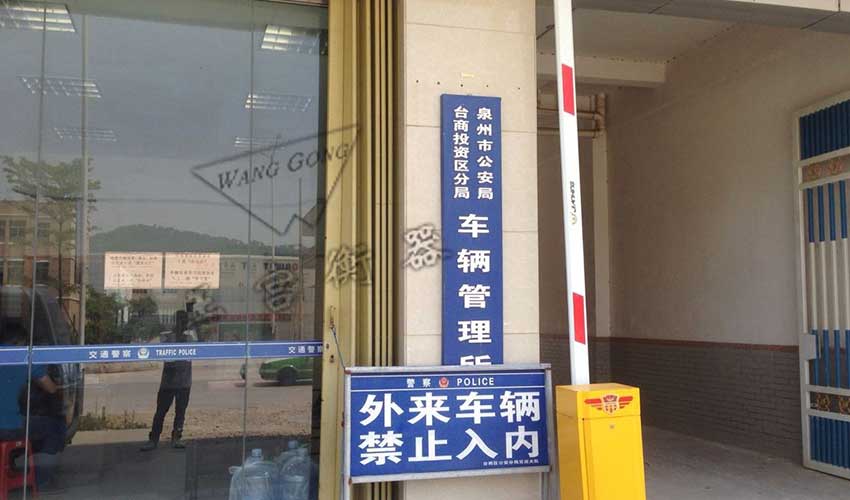 泉州市公安局
台商投资区分局
车辆管理所
WANG GONG
衡器
交通警察 TRAFFIC POLICE 交通警察
警察 POLICE
外来车辆
禁止入内